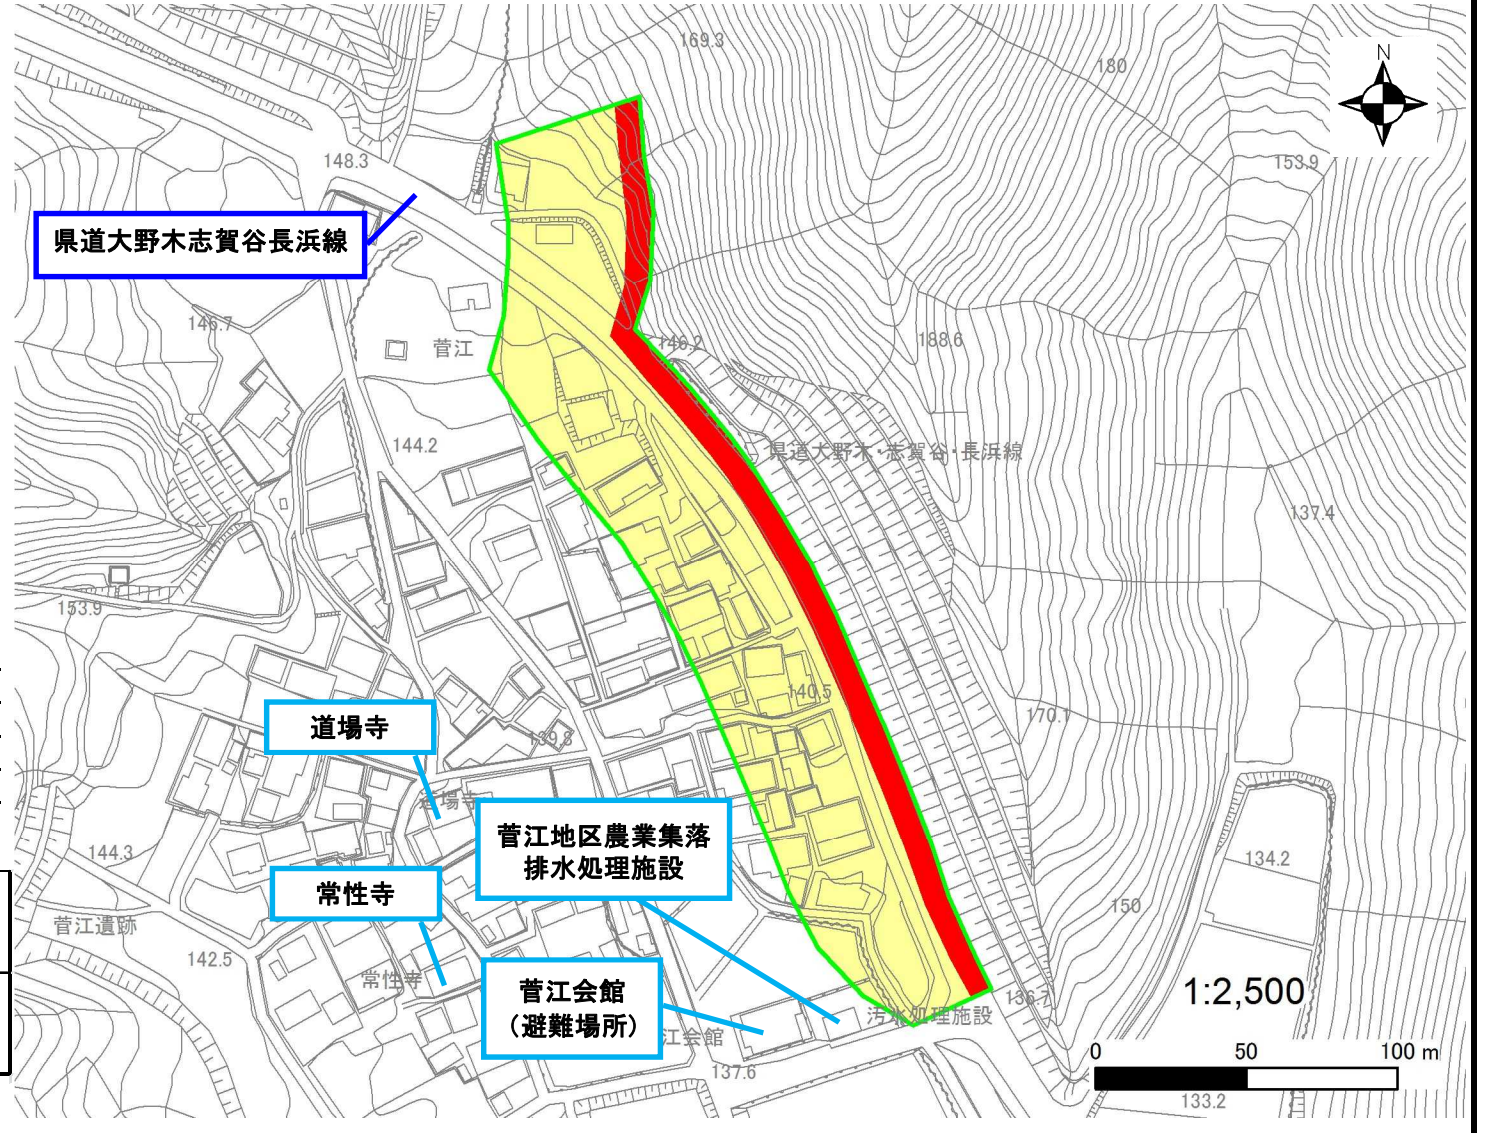 169.3
180
N
148.3
153.9
県道大野木志賀谷長浜線
146.7
菅江
146.2
188.6
144.2
県道大野木・志賀谷・長浜線
137.4
153.9
140.5
170.1
道場寺
139.8
道場寺
菅江地区農業集落
排水処理施設
144.3
134.2
常性寺
150
菅江遺跡
142.5
常性寺
菅江会館
（避難場所）
136.7
1:2,500
汚水処理施設
江会館
0 50 100 m
137.6
133.2